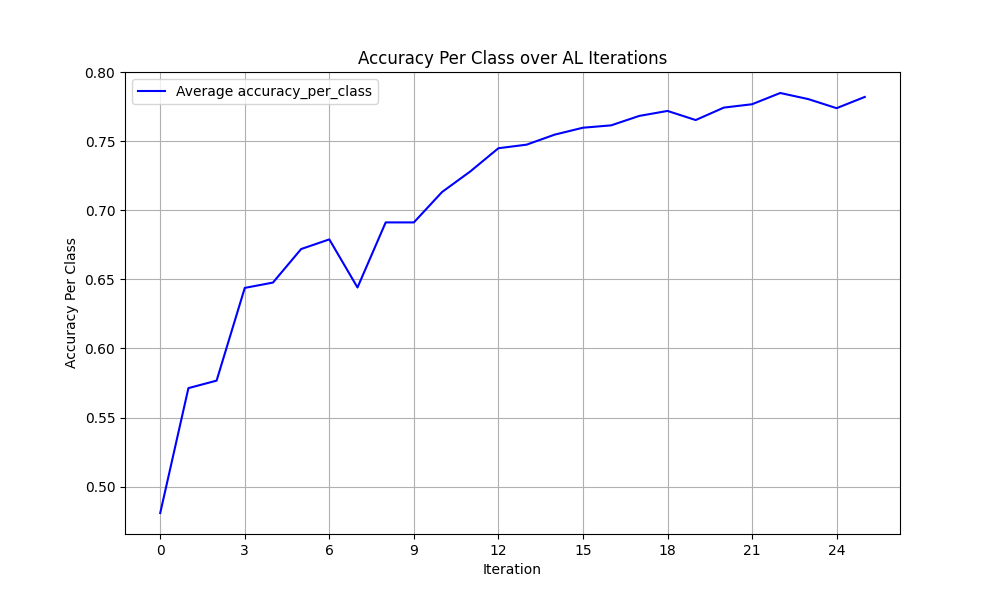 Accuracy Per Class over AL Iterations
Average accuracy_per_class
Accuracy Per Class
0.80
0.75
0.70
0.65
0.60
0.55
0.50
0 3 6 9 12 15 18 21 24
Iteration